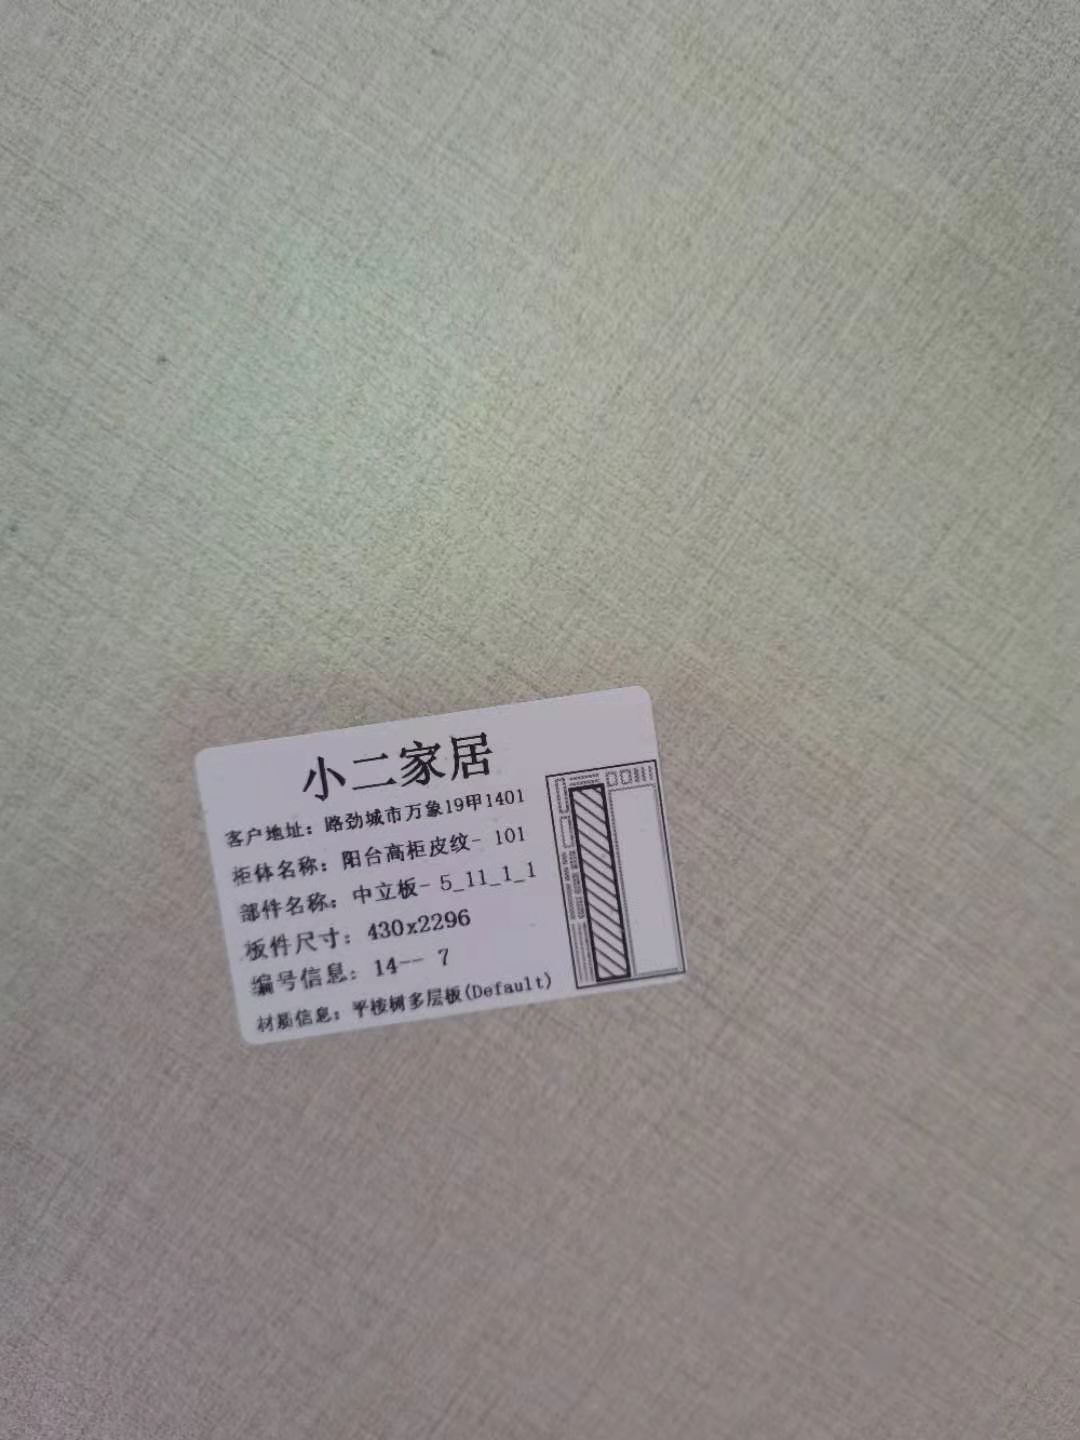 小二家居
客户地址：路劲城市万象19甲1401
柜体名称：阳台高柜皮纹- 101
部件名称：中立板- 5_11_1_1
板件尺寸：430x2296
编号信息：14-- 7
材质信息：平桉树多层板(Default)